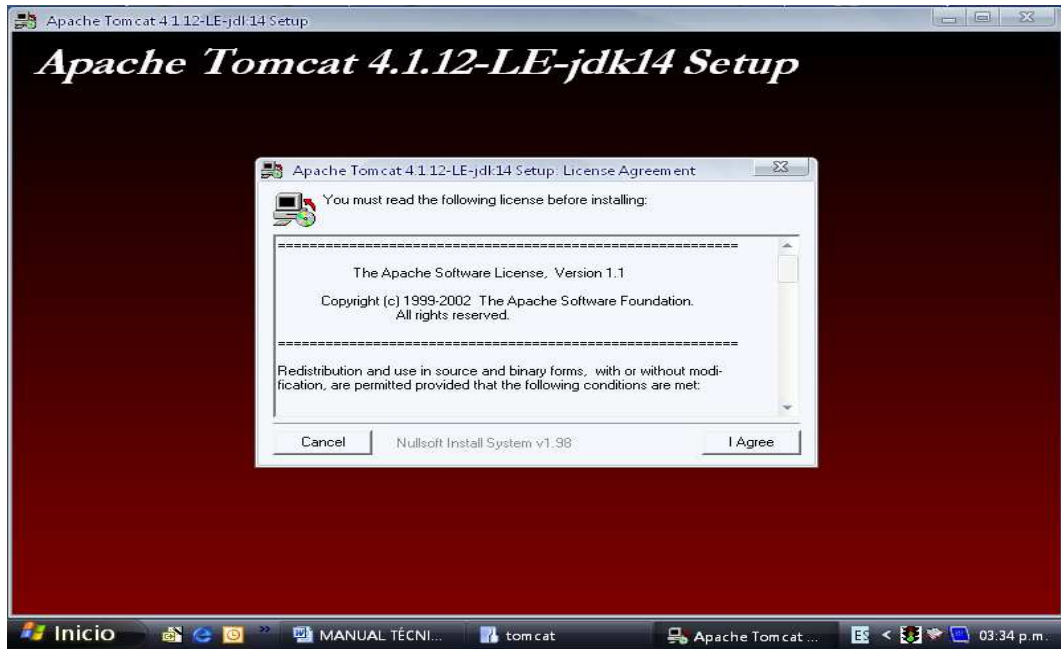 Apache Tomcat 4.1.12-LE-jdk14 Setup
Apache Tomcat 4.1.12-LE-jdk14 Setup
Apache Tomcat 4.1.12-LE-jdk14 Setup: License Agreement
You must read the following license before installing:
==========================================================
The Apache Software License, Version 1.1
Copyright (c) 1999-2002 The Apache Software Foundation.
All rights reserved.
==========================================================
Redistribution and use in source and binary forms, with or without modi-
fication, are permitted provided that the following conditions are met:
Cancel
Nullsoft Install System v1.98
I Agree
Inicio
»
MANUAL TÉCNI...
tomcat
Apache Tomcat ...
ES
<
03:34 p.m.